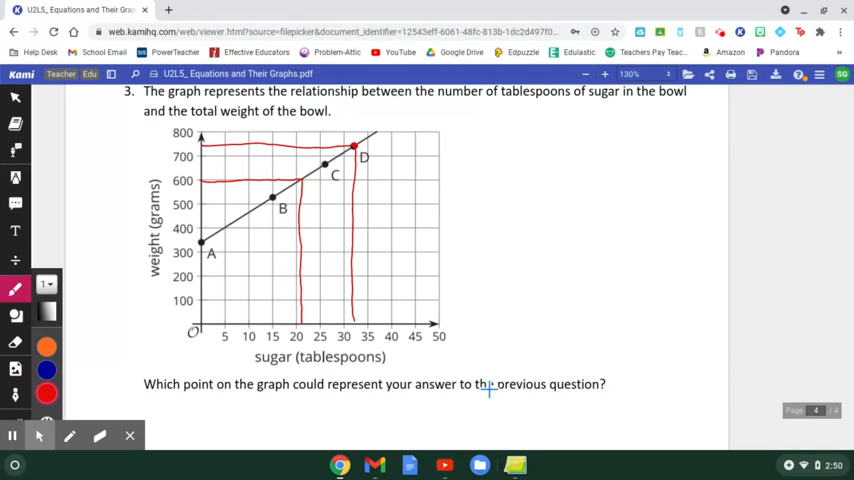 U2L5_ Equations and Their Grap
web.kamihq.com/web/viewer.html?source=filepicker&document_identifier=12543eff-6061-48fc-813b-1dc2d497f0...
Help Desk School Email SIS PowerTeacher Effective Educators Problem-Attic YouTube Google Drive Edpuzzle Edulastic Teachers Pay Teac... Amazon Pandora
Kami Teacher Edu U2L5_ Equations and Their Graphs.pdf 130% SG
3. The graph represents the relationship between the number of tablespoons of sugar in the bowl
and the total weight of the bowl.
800
700
600
500
400
300
200
100
weight (grams)
A
B
C
D
O 5 10 15 20 25 30 35 40 45 50
sugar (tablespoons)
Which point on the graph could represent your answer to the previous question?
1
Page 4 / 4
2:50